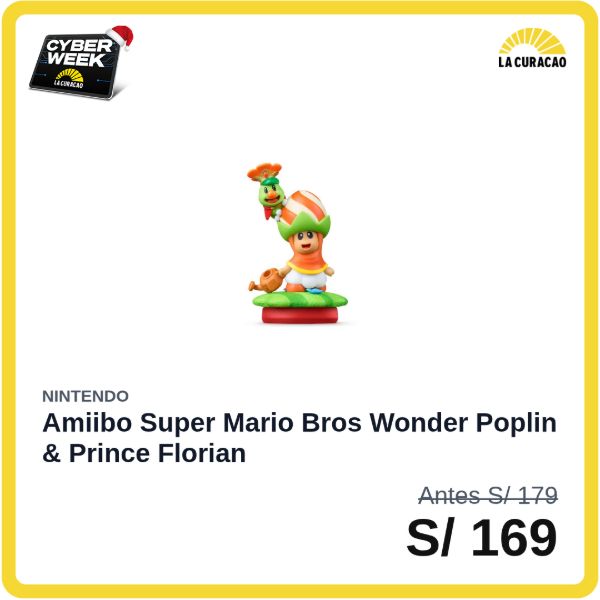 CYBER
WEEK
LA CURACAO
LA CURACAO
NINTENDO
Amiibo Super Mario Bros Wonder Poplin
& Prince Florian
Antes S/ 179
S/ 169